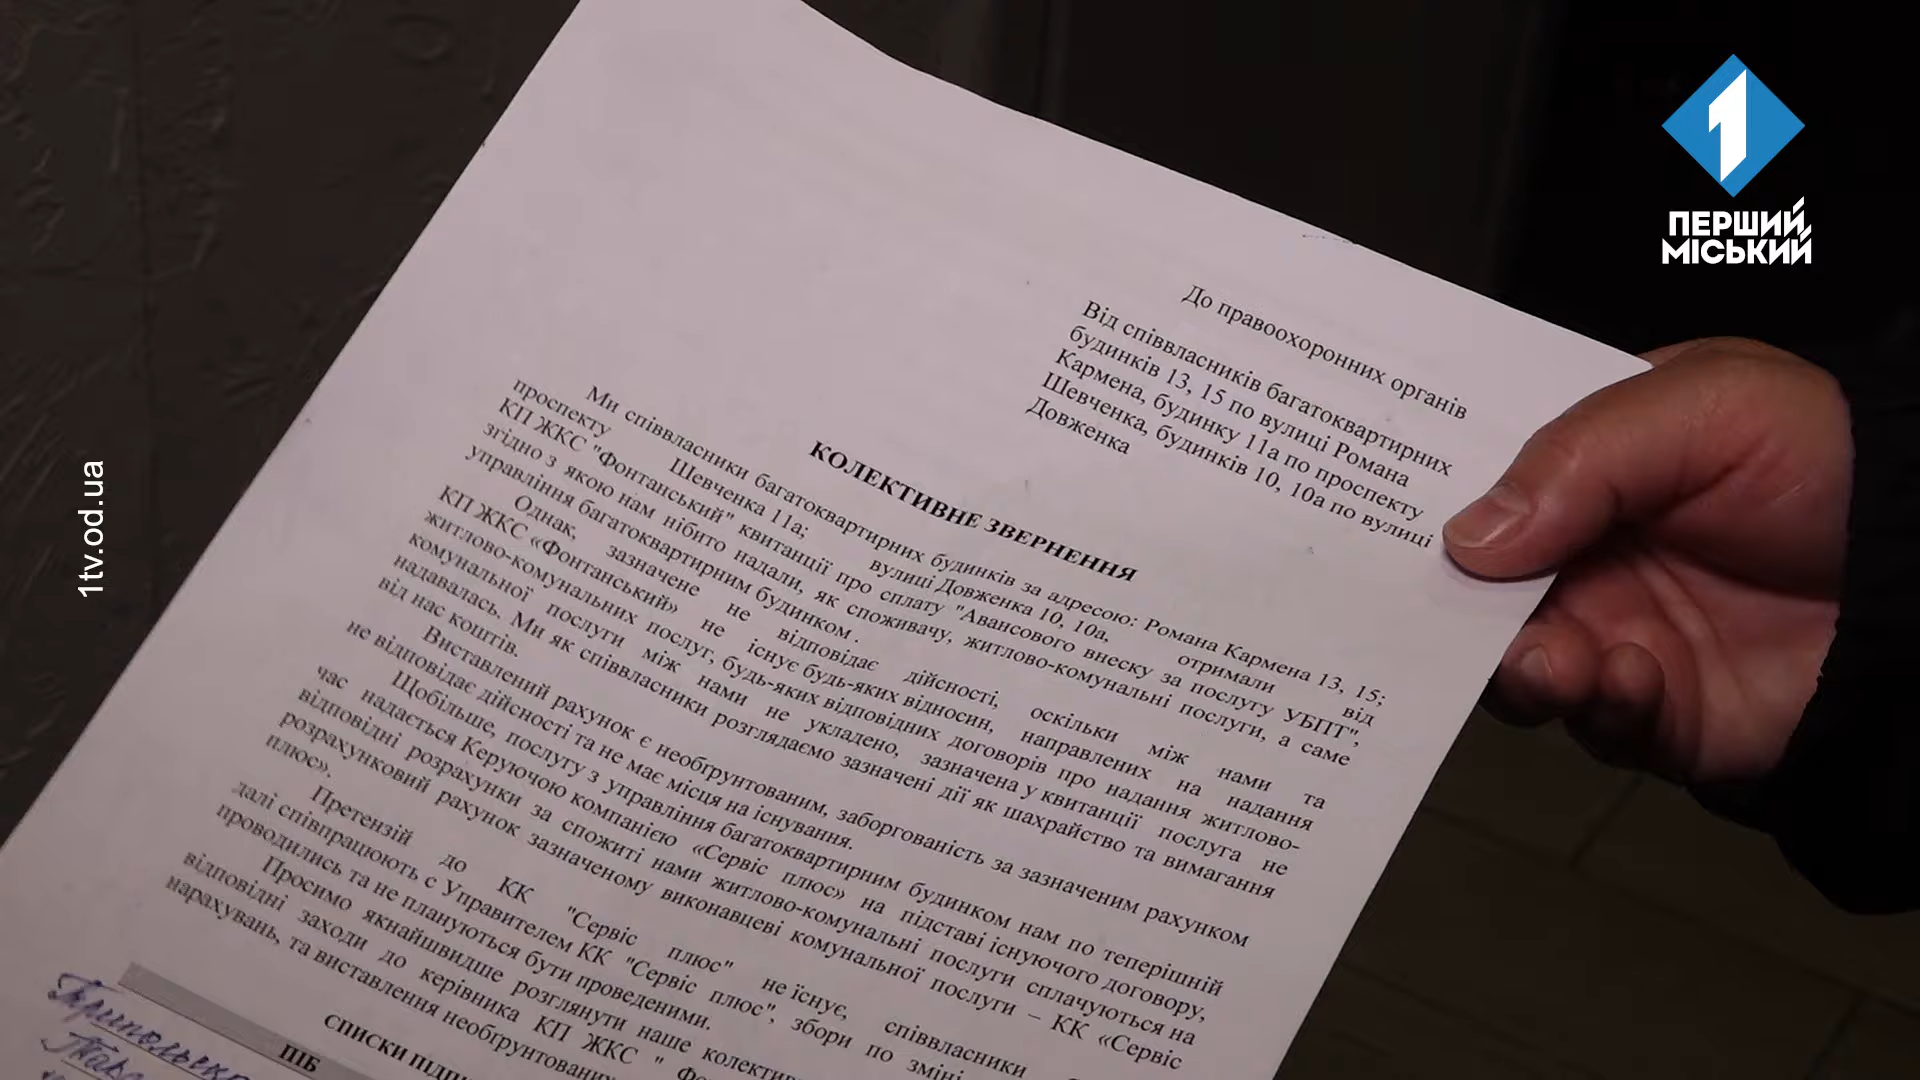 ПЕРШИЙ
МІСЬКИЙ
1tv.od.ua
До правоохоронних органів
Від співвласників багатоквартирних
будинків 13, 15 по вулиці Романа
Кармена, будинку 11а по проспекту
Шевченка, будинків 10, 10а по вулиці
Довженка
КОЛЕКТИВНЕ ЗВЕРНЕННЯ
Ми співвласники багатоквартирних будинків за адресою: Романа Кармена 13, 15;
проспекту Шевченка 11а; вулиці Довженка 10, 10а, отримали від
КП ЖКС "Фонтанський" квитанції про сплату "Авансового внеску за послугу УБПТ",
згідно з якою нам нібито надали, як споживачу, житлово-комунальні послуги, а саме
управління багатоквартирним будинком .
Однак, зазначене не відповідає дійсності, оскільки між нами та
КП ЖКС «Фонтанський» не існує будь-яких відносин, направлених на надання
житлово-комунальних послуг, будь-яких відповідних договорів про надання житлово-
комунальної послуги між нами не укладено, зазначена у квитанції послуга не
надавалась. Ми як співвласники розглядаємо зазначені дії як шахрайство та вимагання
від нас коштів.
Виставлений рахунок є необґрунтованим, заборгованість за зазначеним рахунком
не відповідає дійсності та не має місця на існування.
Щобільше, послугу з управління багатоквартирним будинком нам по теперішній
час надається Керуючою компанією «Сервіс плюс» на підставі існуючого договору,
відповідні розрахунки за спожиті нами житлово-комунальні послуги сплачуються на
розрахунковий рахунок зазначеному виконавцеві комунальної послуги – КК «Сервіс
плюс».
Претензій до КК "Сервіс плюс" не існує, співвласники
далі співпрацюють с Управителем КК "Сервіс плюс", збори по зміні
проводились та не плануються бути проведеними.
Просимо якнайшвидше розглянути наше
відповідні заходи до керівника КП ЖКС "
нарахувань, та виставлення необґрунтованих
СПИСКИ
ПІБ